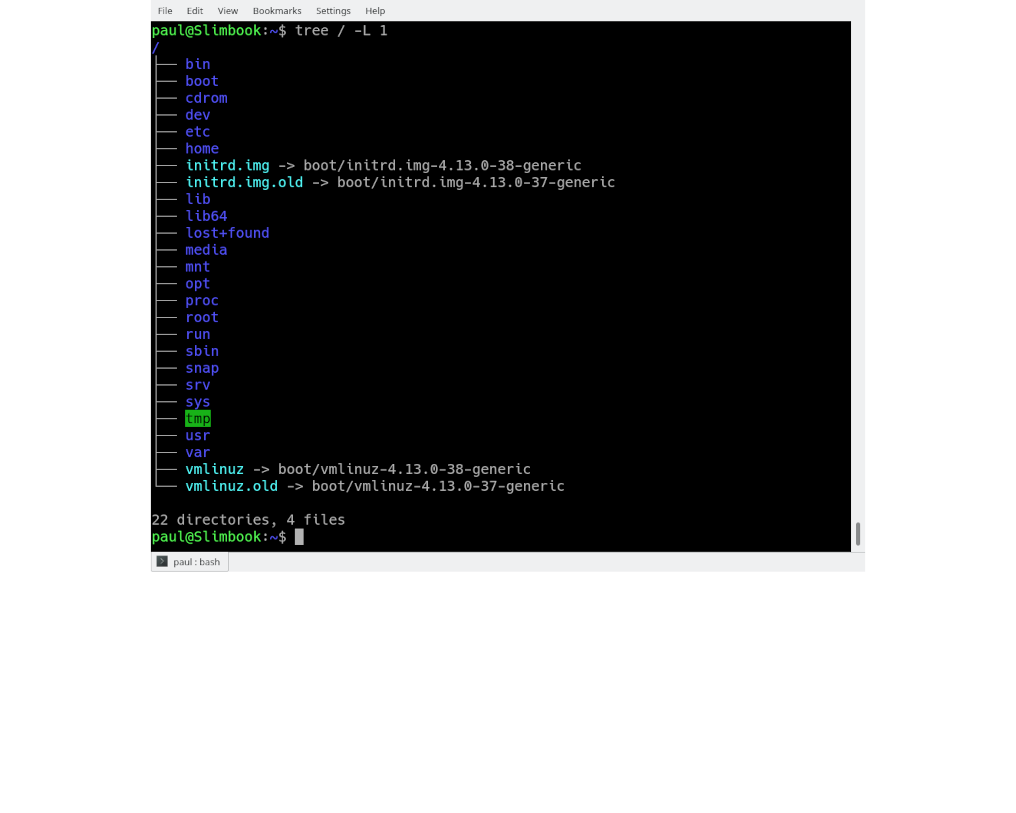 File Edit View Bookmarks Settings Help
paul@Slimbook:~$ tree / -L 1
/
├── bin
├── boot
├── cdrom
├── dev
├── etc
├── home
├── initrd.img -> boot/initrd.img-4.13.0-38-generic
├── initrd.img.old -> boot/initrd.img-4.13.0-37-generic
├── lib
├── lib64
├── lost+found
├── media
├── mnt
├── opt
├── proc
├── root
├── run
├── sbin
├── snap
├── srv
├── sys
├── tmp
├── usr
├── var
├── vmlinuz -> boot/vmlinuz-4.13.0-38-generic
└── vmlinuz.old -> boot/vmlinuz-4.13.0-37-generic
22 directories, 4 files
paul@Slimbook:~$
paul : bash